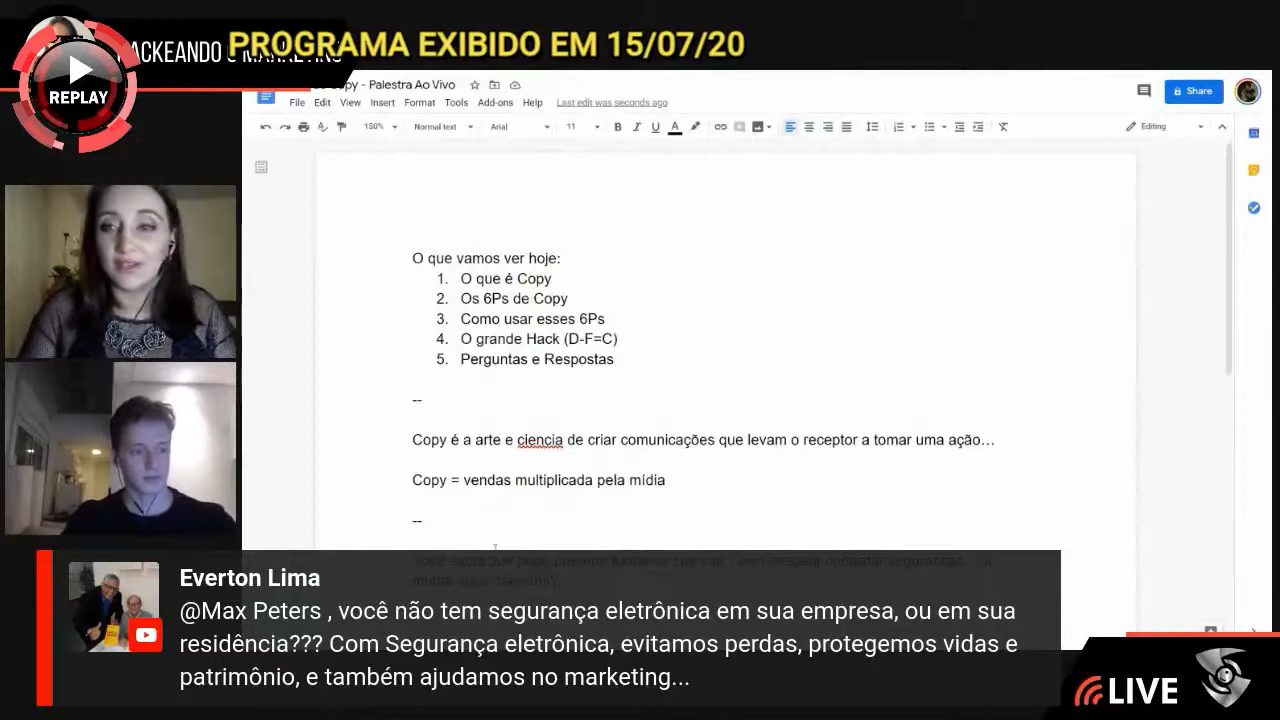 PROGRAMA EXIBIDO EM 15/07/20
REPLAY
Copy - Palestra Ao Vivo
File Edit View Insert Format Tools Add-ons Help Last edit was seconds ago
Share
150% Normal text Arial 11 B I U A Editing
O que vamos ver hoje:
1. O que é Copy
2. Os 6Ps de Copy
3. Como usar esses 6Ps
4. O grande Hack (D-F=C)
5. Perguntas e Respostas
--
Copy é a arte e ciencia de criar comunicações que levam o receptor a tomar uma ação…
Copy = vendas multiplicada pela mídia
--
Everton Lima
@Max Peters , você não tem segurança eletrônica em sua empresa, ou em sua
residência??? Com Segurança eletrônica, evitamos perdas, protegemos vidas e
patrimônio, e também ajudamos no marketing...
LIVE